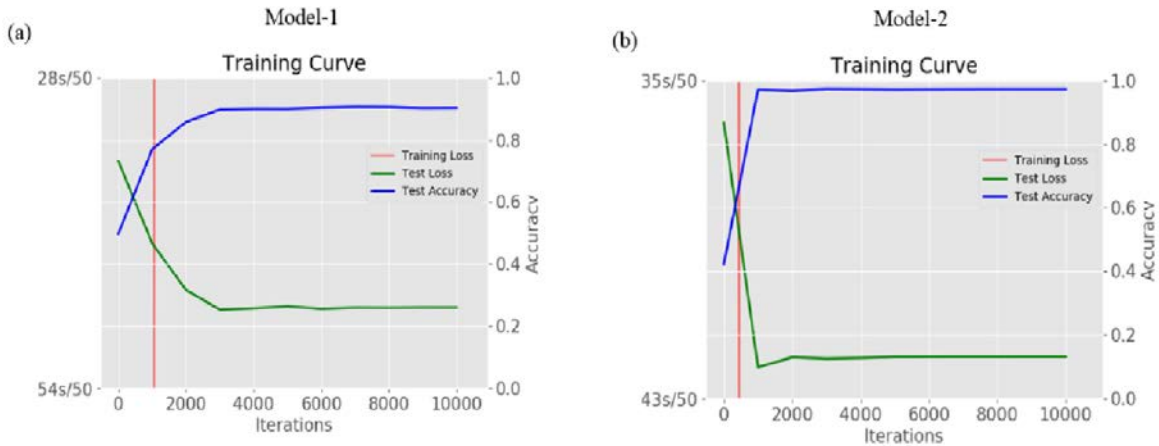 Model-1
(a)
Training Curve
28s/50
54s/50
1.0
0.8
0.6
0.4
0.2
0.0
Accuracy
Training Loss
Test Loss
Test Accuracy
0 2000 4000 6000 8000 10000
Iterations
Model-2
(b)
Training Curve
35s/50
43s/50
1.0
0.8
0.6
0.4
0.2
0.0
Accuracy
Training Loss
Test Loss
Test Accuracy
0 2000 4000 6000 8000 10000
Iterations